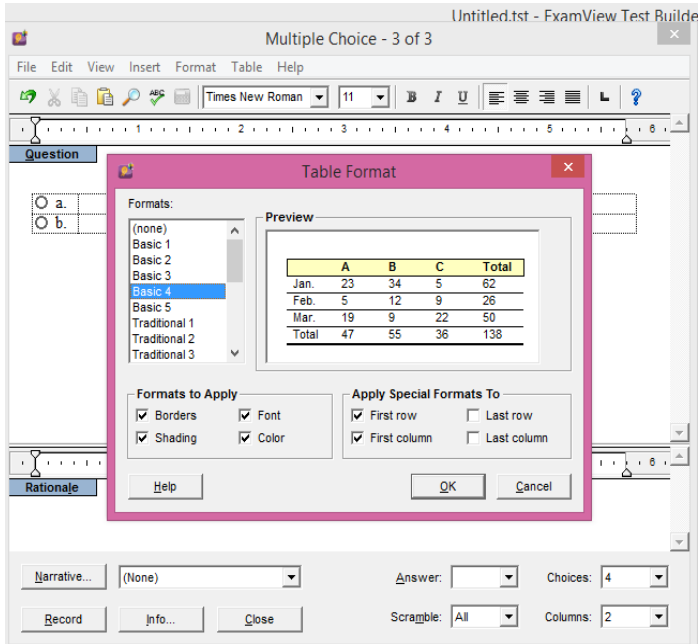 Untitled.tst - ExamView Test Builde
Multiple Choice - 3 of 3
File Edit View Insert Format Table Help
ABC Times New Roman 11 B I U L ?
1 2 3 4 5 6
Question
a.
b.
Table Format
Formats:
(none)
Basic 1
Basic 2
Basic 3
Basic 4
Basic 5
Traditional 1
Traditional 2
Traditional 3
Preview
A B C Total
Jan. 23 34 5 62
Feb. 5 12 9 26
Mar. 19 9 22 50
Total 47 55 36 138
Formats to Apply
Borders Font
Shading Color
Apply Special Formats To
First row Last row
First column Last column
Help OK Cancel
6
Rationale
Narrative... (None) Answer: Choices: 4
Record Info... Close Scramble: All Columns: 2